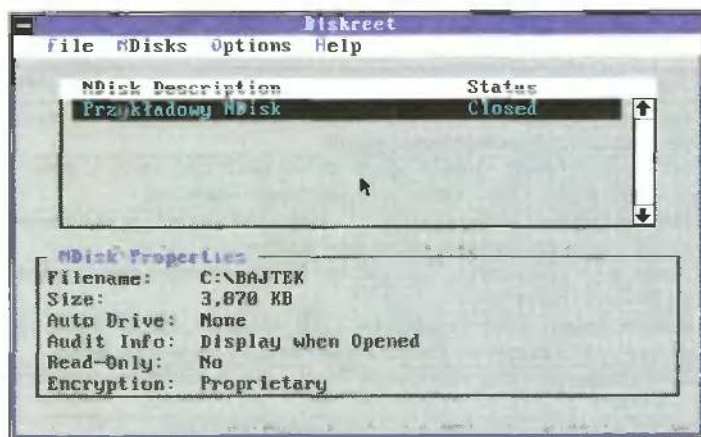 Diskreet
File NDisks Options Help
NDisk Description Status
Przykładowy NDisk Closed
NDisk Properties
Filename: C:\BAJTEK
Size: 3,870 KB
Auto Drive: None
Audit Info: Display when Opened
Read-Only: No
Encryption: Proprietary